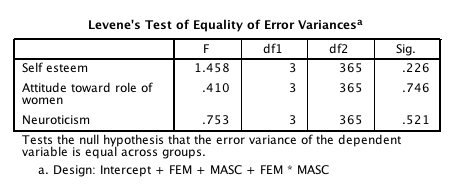 Levene's Test of Equality of Error Variancesa
F df1 df2 Sig.
Self esteem 1.458 3 365 .226
Attitude toward role of
women .410 3 365 .746
Neuroticism .753 3 365 .521
Tests the null hypothesis that the error variance of the dependent
variable is equal across groups.
a. Design: Intercept + FEM + MASC + FEM * MASC